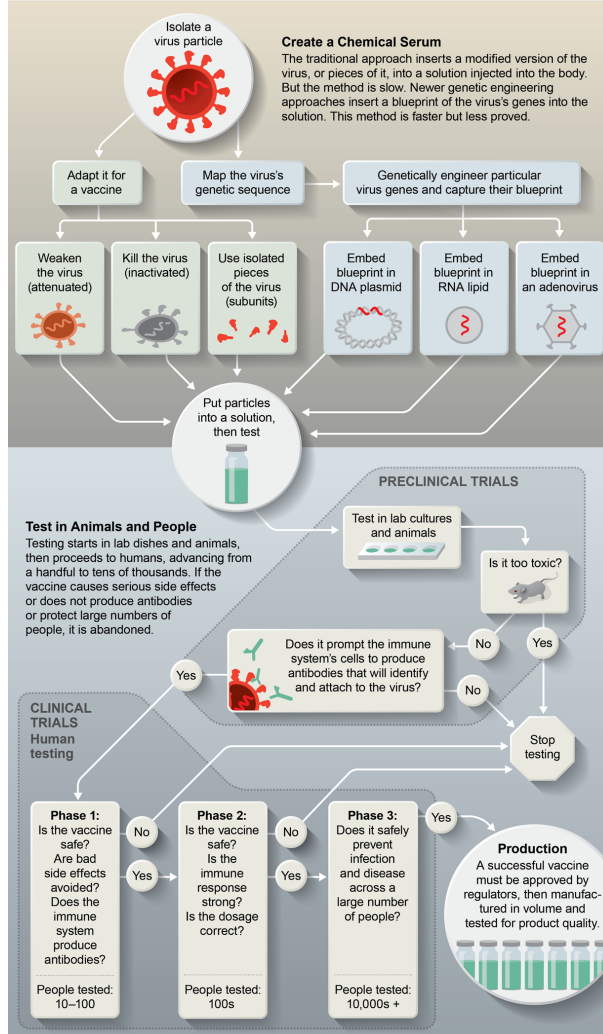 Isolate a
virus particle
Create a Chemical Serum
The traditional approach inserts a modified version of the
virus, or pieces of it, into a solution injected into the body.
But the method is slow. Newer genetic engineering
approaches insert a blueprint of the virus's genes into the
solution. This method is faster but less proved.
Adapt it for
a vaccine
Map the virus's
genetic sequence
Genetically engineer particular
virus genes and capture their blueprint
Weaken
the virus
(attenuated)
Kill the virus
(inactivated)
Use isolated
pieces
of the virus
(subunits)
Embed
blueprint in
DNA plasmid
Embed
blueprint in
RNA lipid
Embed
blueprint in
an adenovirus
Put particles
into a solution,
then test
PRECLINICAL TRIALS
Test in Animals and People
Testing starts in lab dishes and animals,
then proceeds to humans, advancing from
a handful to tens of thousands. If the
vaccine causes serious side effects
or does not produce antibodies
or protect large numbers of
people, it is abandoned.
Test in lab cultures
and animals
Is it too toxic?
No
Yes
Does it prompt the immune
system's cells to produce
antibodies that will identify
and attach to the virus?
Yes
No
Stop
testing
CLINICAL
TRIALS
Human
testing
Phase 1:
Is the vaccine
safe?
Are bad
side effects
avoided?
Does the
immune
system
produce
antibodies?
People tested:
10–100
No
Yes
Phase 2:
Is the vaccine
safe?
Is the
immune
response
strong?
Is the dosage
correct?
People tested:
100s
No
Yes
Phase 3:
Does it safely
prevent
infection
and disease
across a
large number
of people?
People tested:
10,000s +
Yes
Production
A successful vaccine
must be approved by
regulators, then manufac-
tured in volume and
tested for product quality.